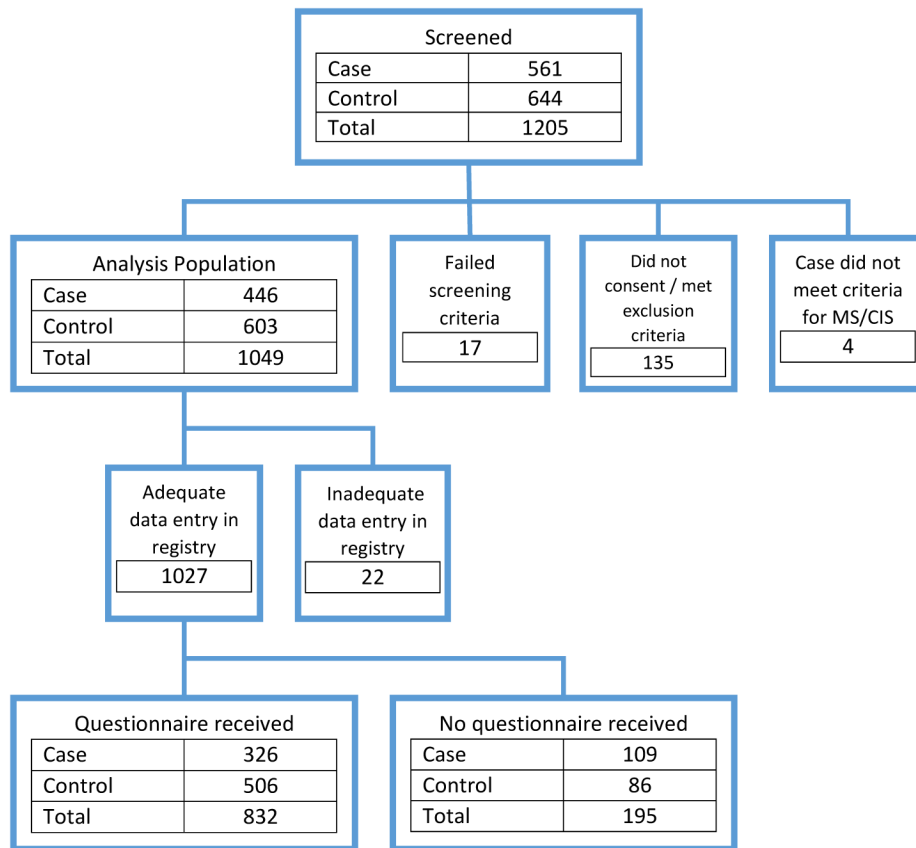 Screened
Case 561
Control 644
Total 1205
Analysis Population
Case 446
Control 603
Total 1049
Failed
screening
criteria
17
Did not
consent / met
exclusion
criteria
135
Case did not
meet criteria
for MS/CIS
4
Adequate
data entry in
registry
1027
Inadequate
data entry in
registry
22
Questionnaire received
Case 326
Control 506
Total 832
No questionnaire received
Case 109
Control 86
Total 195